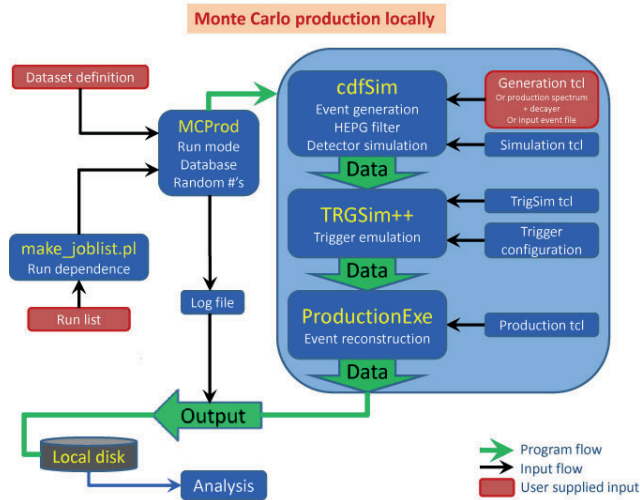 Monte Carlo production locally
Dataset definition
MCProd
Run mode
Database
Random #'s
make_joblist.pl
Run dependence
Run list
Log file
cdfSim
Event generation
HEPG filter
Detector simulation
Data
Generation tcl
Or production spectrum
+ decayer
Or input event file
Simulation tcl
TRGSim++
Trigger emulation
Data
TrigSim tcl
Trigger
configuration
ProductionExe
Event reconstruction
Data
Production tcl
Output
Local disk
Analysis
Program flow
Input flow
User supplied input